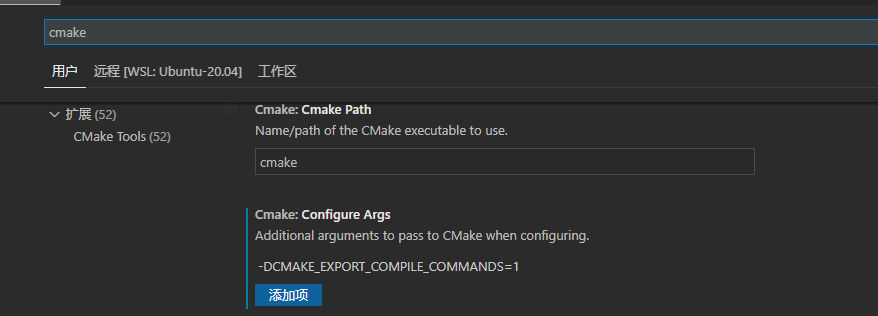 cmake
用户 远程 [WSL: Ubuntu-20.04] 工作区
扩展 (52)
CMake Tools (52)
Cmake: Cmake Path
Name/path of the CMake executable to use.
cmake
Cmake: Configure Args
Additional arguments to pass to CMake when configuring.
-DCMAKE_EXPORT_COMPILE_COMMANDS=1
添加项